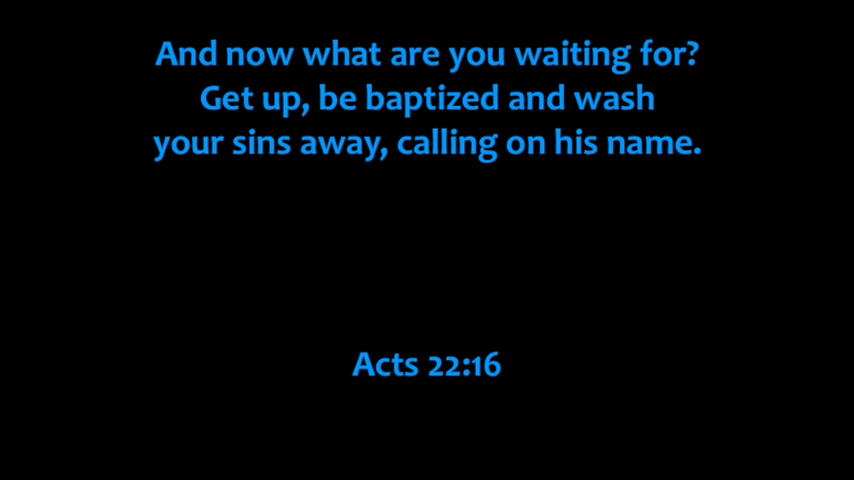 And now what are you waiting for?
Get up, be baptized and wash
your sins away, calling on his name.
Acts 22:16